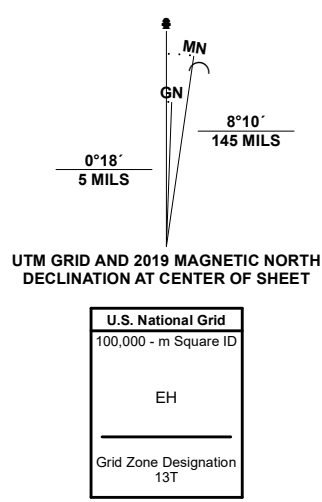 MN
GN
8°10´
145 MILS
0°18´
5 MILS
UTM GRID AND 2019 MAGNETIC NORTH
DECLINATION AT CENTER OF SHEET
U.S. National Grid
100,000 - m Square ID
EH
Grid Zone Designation
13T